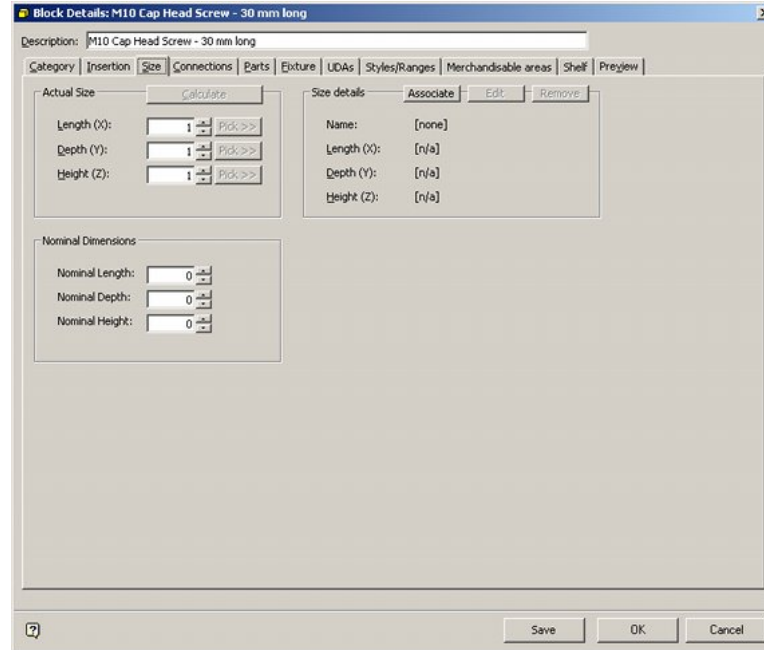 Block Details: M10 Cap Head Screw - 30 mm long
Description: M10 Cap Head Screw - 30 mm long
Category Insertion Size Connections Parts Fixture UDAs Styles/Ranges Merchandisable areas Shelf Preview
Actual Size Calculate
Length (X): 1 Pick >>
Depth (Y): 1 Pick >>
Height (Z): 1 Pick >>
Size details Associate Edit Remove
Name: [none]
Length (X): [n/a]
Depth (Y): [n/a]
Height (Z): [n/a]
Nominal Dimensions
Nominal Length: 0
Nominal Depth: 0
Nominal Height: 0
? Save OK Cancel